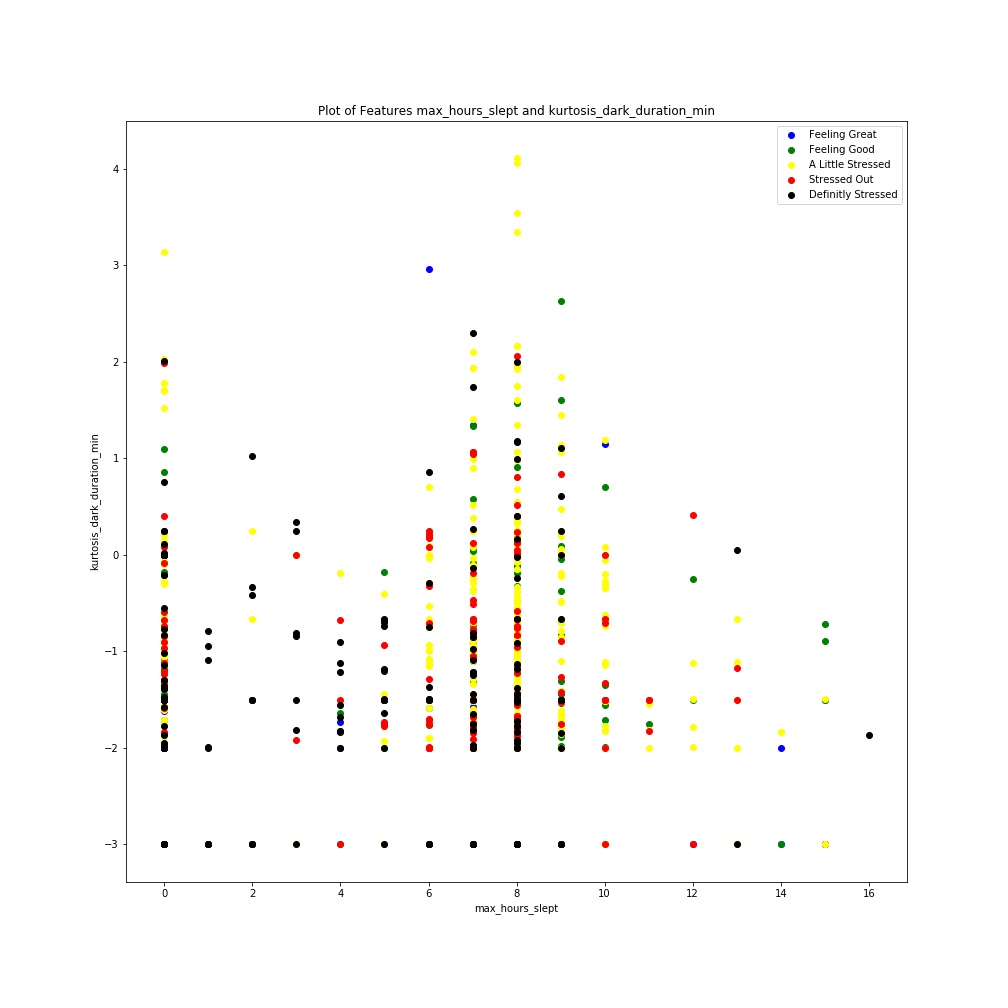 Plot of Features max_hours_slept and kurtosis_dark_duration_min
Feeling Great
Feeling Good
A Little Stressed
Stressed Out
Definitly Stressed
4
3
2
1
0
−1
−2
−3
kurtosis_dark_duration_min
0 2 4 6 8 10 12 14 16
max_hours_slept